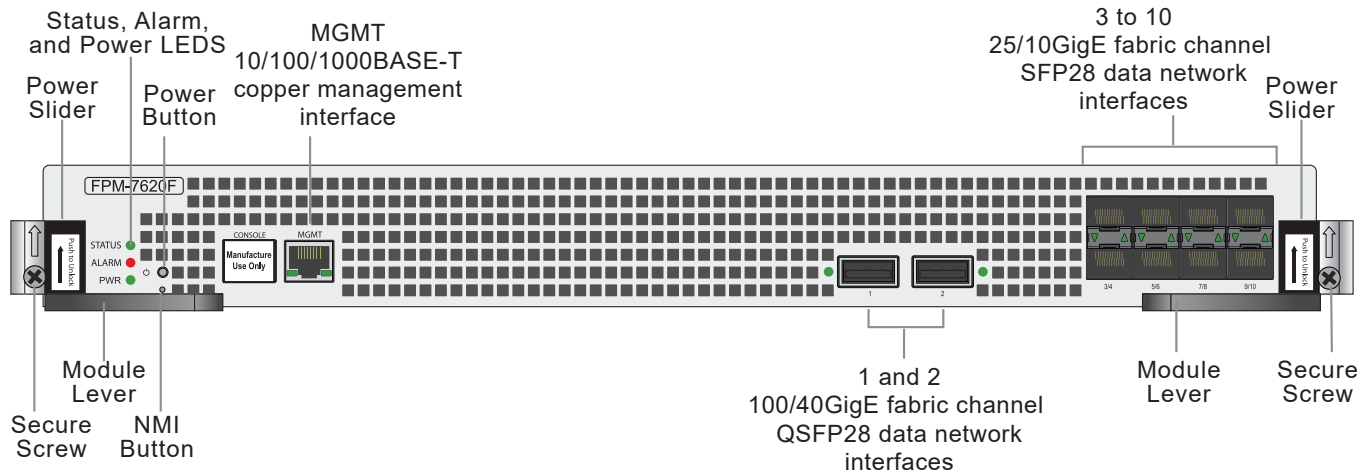 Status, Alarm,
and Power LEDS
Power
Slider
Power
Button
MGMT
10/100/1000BASE-T
copper management
interface
3 to 10
25/10GigE fabric channel
SFP28 data network
interfaces
Power
Slider
FPM-7620F
Push to Unlock
STATUS
ALARM
PWR
CONSOLE
Manufacture
Use Only
MGMT
1
2
3/4
5/6
7/8
9/10
Push to Unlock
Module
Lever
Secure
Screw
NMI
Button
1 and 2
100/40GigE fabric channel
QSFP28 data network
interfaces
Module
Lever
Secure
Screw